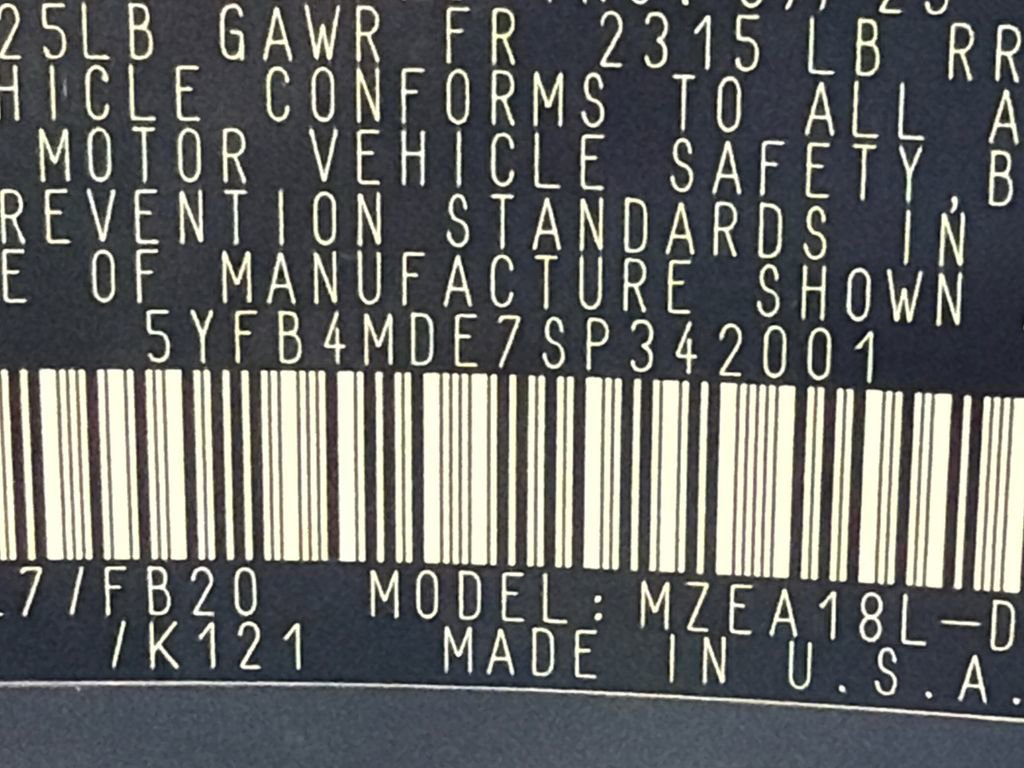 25LB GAWR FR 2315 LB RR
HICLE CONFORMS TO ALL A
MOTOR VEHICLE SAFETY, B
REVENTION STANDARDS IN
E OF MANUFACTURE SHOWN
5YFB4MDE7SP342001
7/FB20 MODEL: MZEA18L-D
/K121 MADE IN U.S.A.